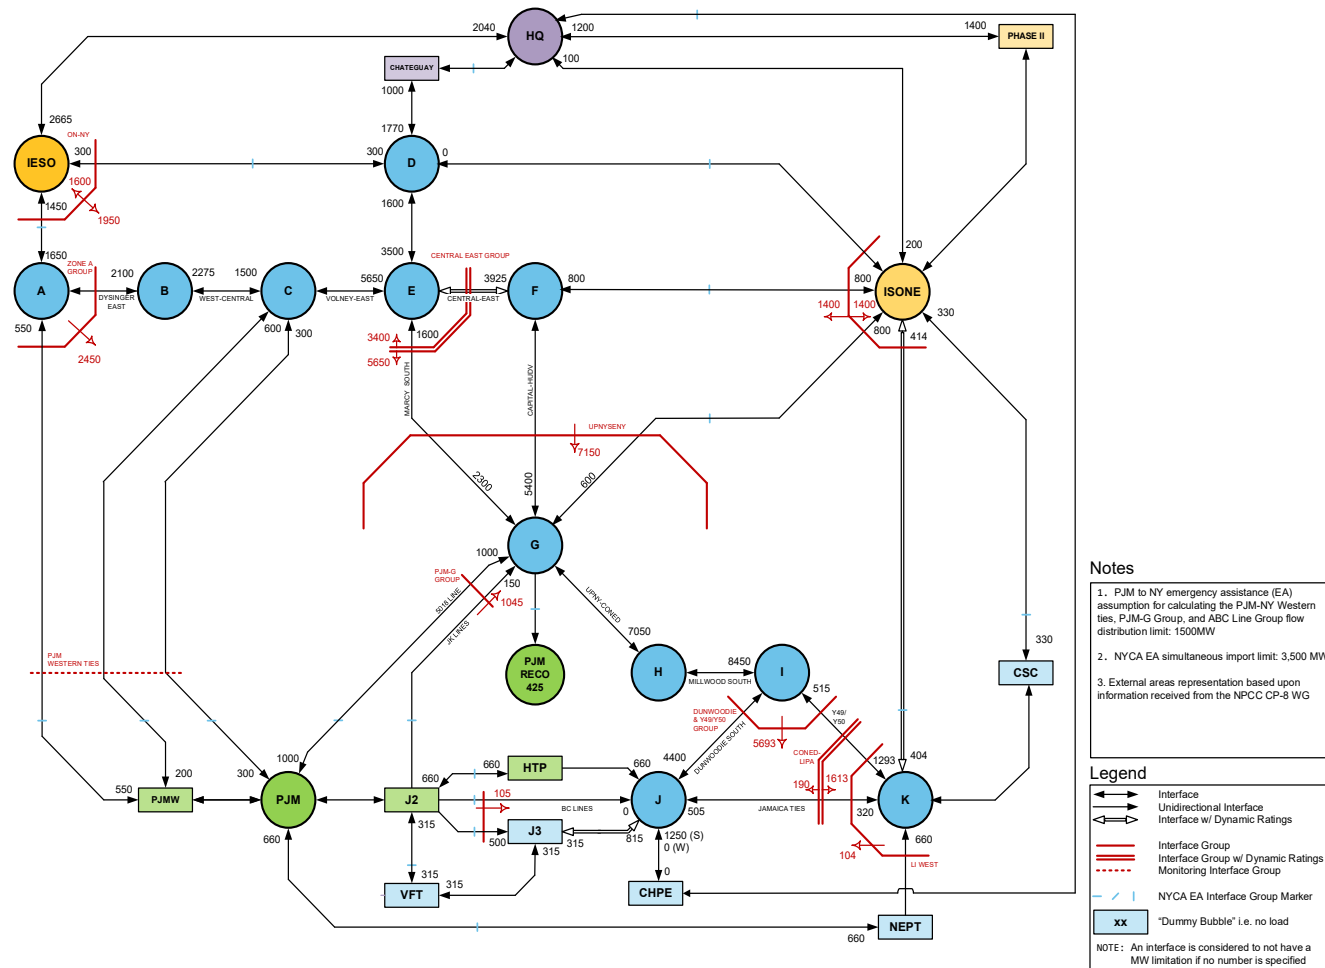 2040
HQ
1200
1400
PHASE II
100
CHATEGUAY
1000
2665
ON-NY
1770
IESO
300
300
D
0
1600
1950
1450
1600
1650
ZONE A
GROUP
3500
CENTRAL EAST GROUP
200
A
2100
B
2275
1500
C
5650
E
3925
F
800
800
ISONE
DYSINGER
EAST
WEST-CENTRAL
VOLNEY-EAST
CENTRAL-EAST
550
600
300
1600
1400
1400
800
330
414
2450
3400
5650
MARCY SOUTH
CAPITAL-HUDV
UPNYSENY
7150
2300
5400
600
G
1000
PJM-G
GROUP
150
1045
5018 LINE
JK LINES
UPNY-CONED
7050
PJM
WESTERN TIES
PJM
RECO
425
H
8450
I
MILLWOOD SOUTH
515
330
CSC
DUNWOODIE
& Y49/Y50
GROUP
5693
Y49/
Y50
DUNWOODIE SOUTH
CONED-
LIPA
1000
4400
1293
404
200
300
660
660
HTP
660
190
1613
550
PJMW
PJM
J2
105
BC LINES
J
0
505
JAMAICA TIES
320
K
660
315
500
J3
315
815
1250 (S)
0 (W)
660
104
LI WEST
315
315
VFT
315
0
CHPE
NEPT
660
Notes
1. PJM to NY emergency assistance (EA)
assumption for calculating the PJM-NY Western
ties, PJM-G Group, and ABC Line Group flow
distribution limit: 1500MW
2. NYCA EA simultaneous import limit: 3,500 MW
3. External areas representation based upon
information received from the NPCC CP-8 WG
Legend
Interface
Unidirectional Interface
Interface w/ Dynamic Ratings
Interface Group
Interface Group w/ Dynamic Ratings
Monitoring Interface Group
NYCA EA Interface Group Marker
xx
“Dummy Bubble” i.e. no load
NOTE: An interface is considered to not have a
MW limitation if no number is specified